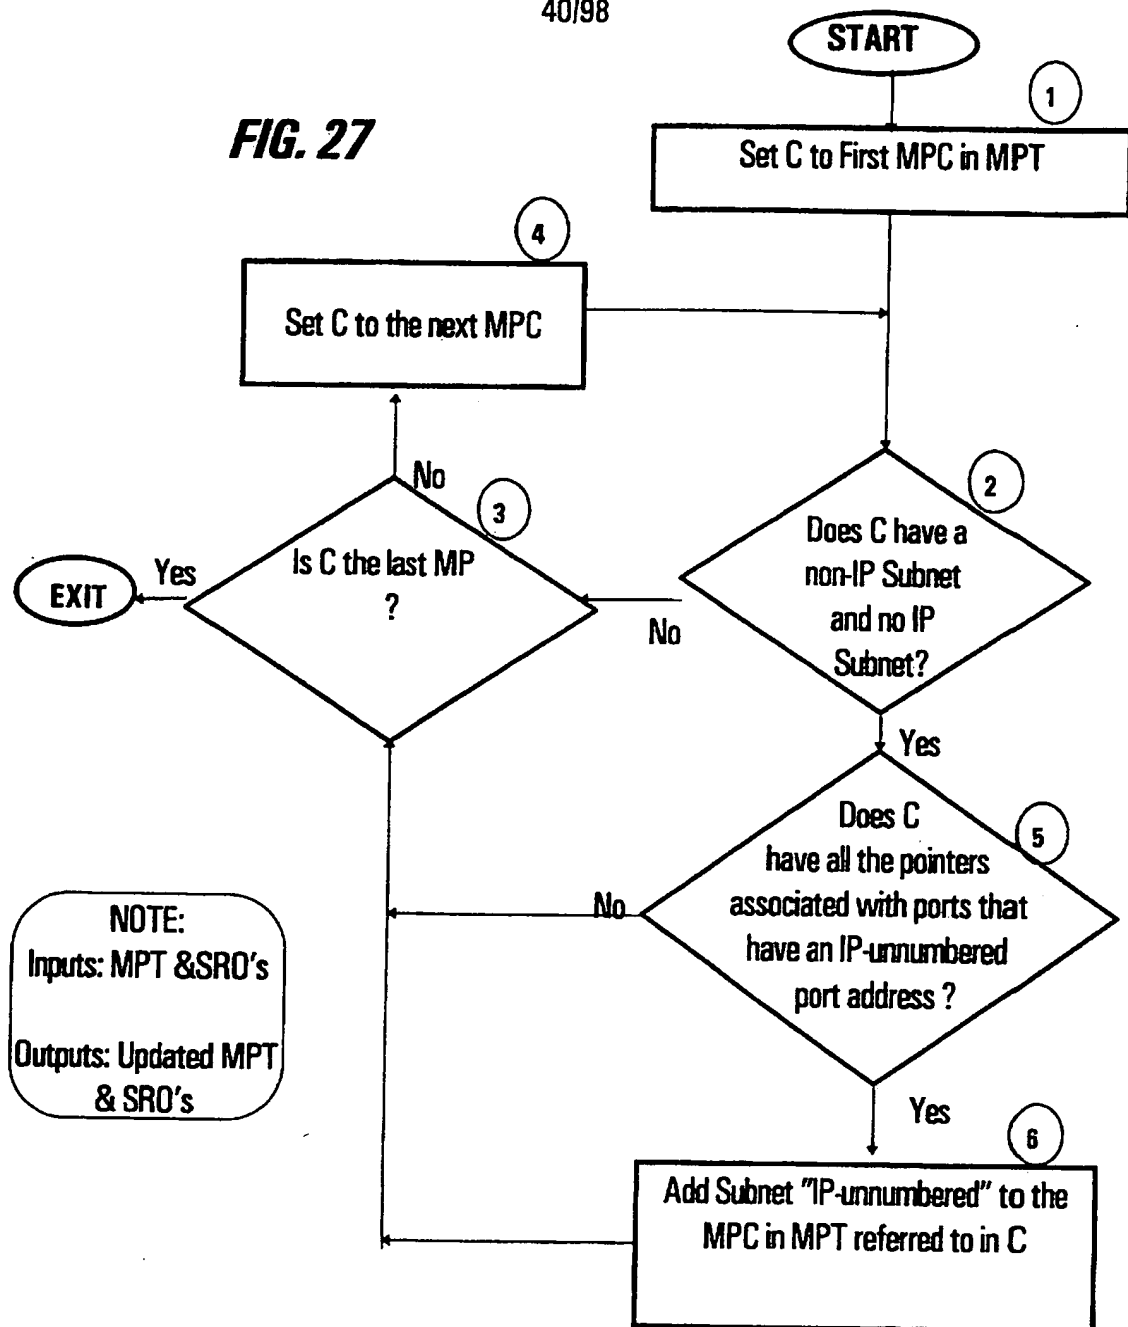 40/98
START
FIG. 27
1
Set C to First MPC in MPT
4
Set C to the next MPC
No
3
Is C the last MP
?
Yes
EXIT
2
Does C have a
non-IP Subnet
and no IP
Subnet?
No
Yes
5
Does C
have all the pointers
associated with ports that
have an IP-unnumbered
port address ?
No
Yes
NOTE:
Inputs: MPT &SRO's
Outputs: Updated MPT
& SRO's
6
Add Subnet "IP-unnumbered" to the
MPC in MPT referred to in C